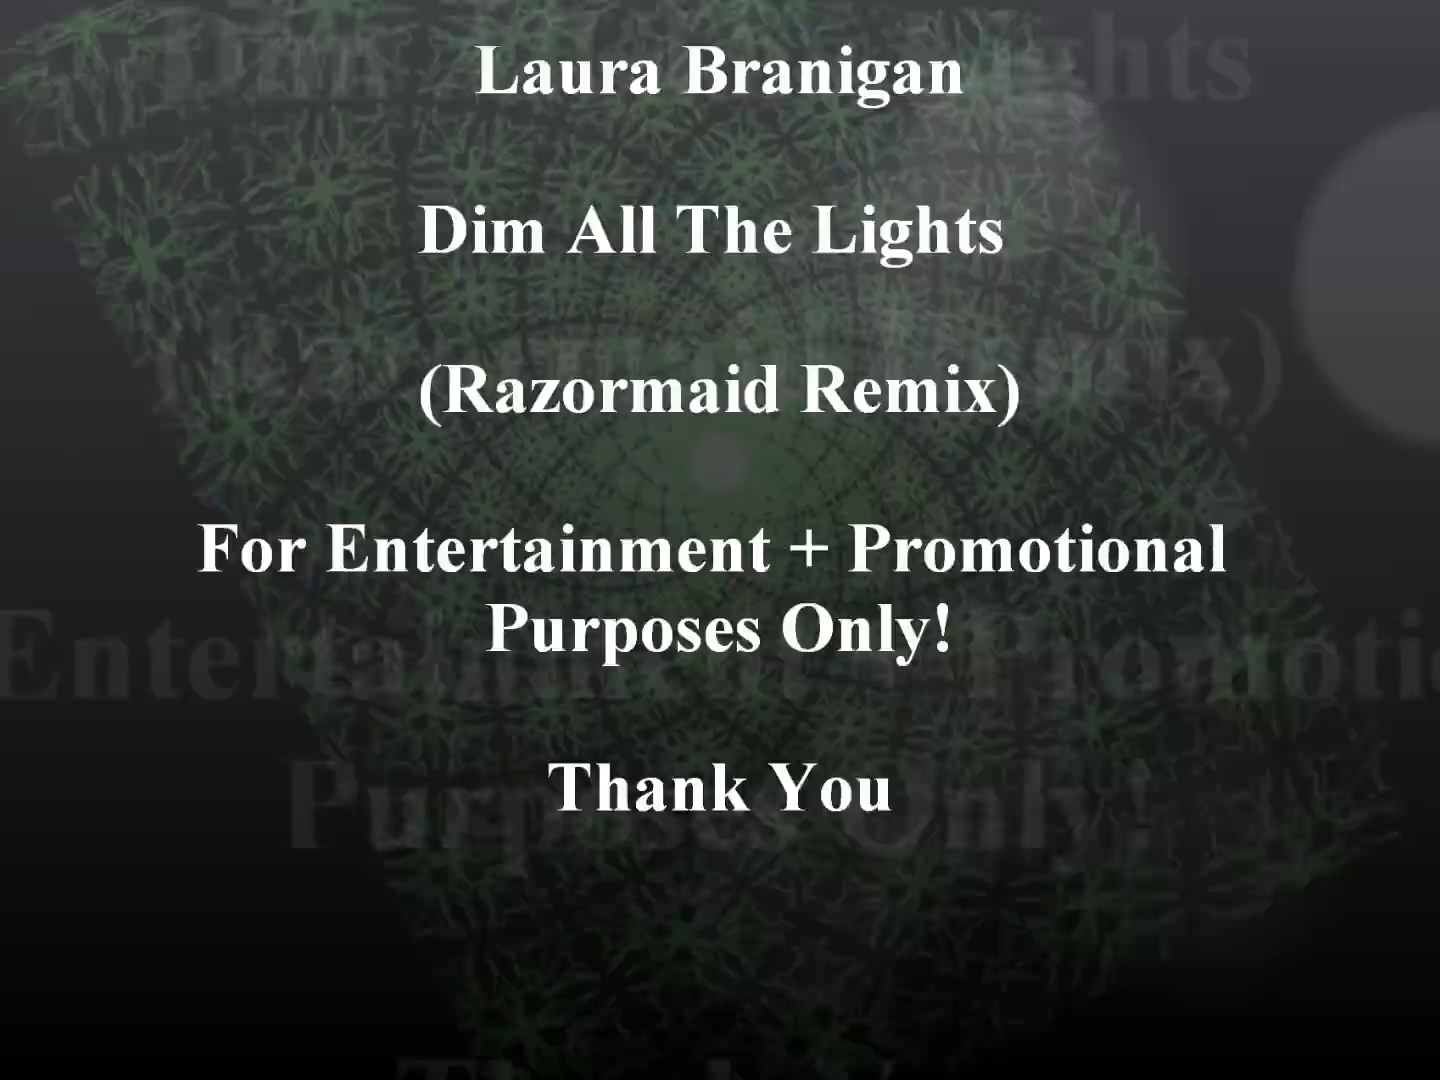 Laura Branigan
Dim All The Lights
(Razormaid Remix)
For Entertainment + Promotional
Purposes Only!
Thank You